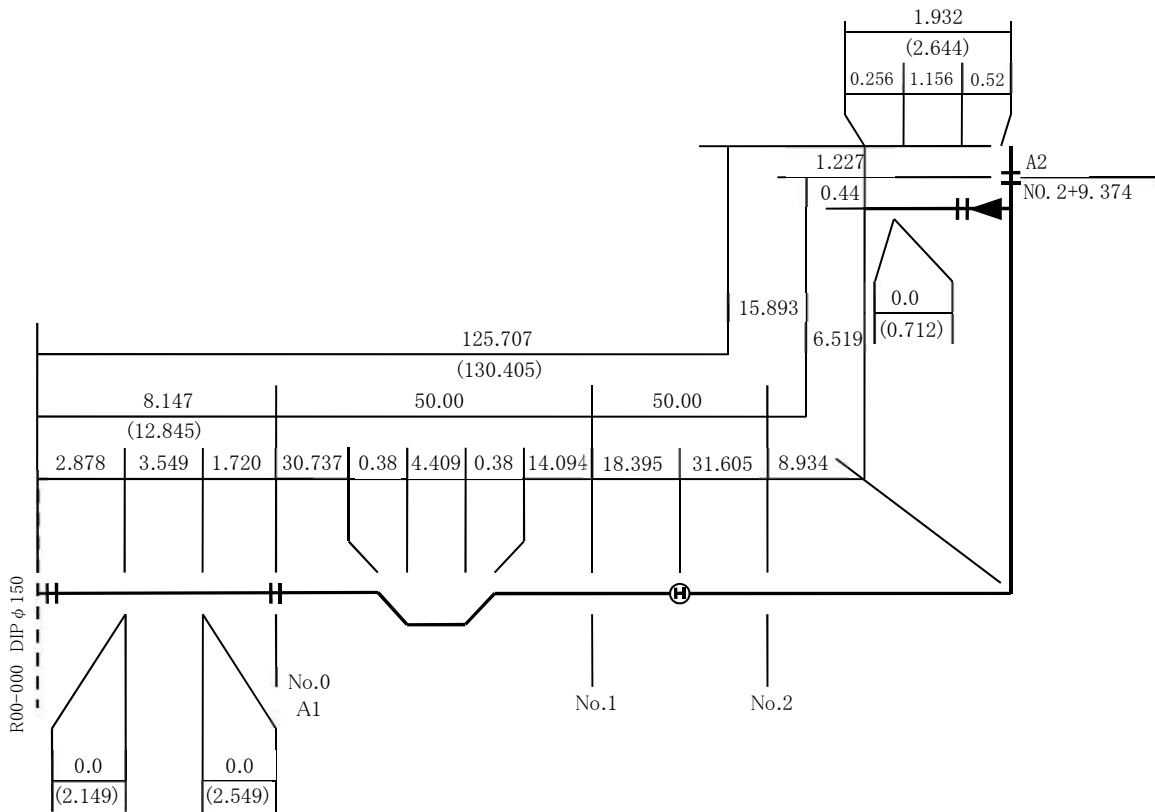 1.932
(2.644)
0.256 1.156 0.52
1.227
A2
0.44
NO. 2+9.374
15.893
0.0
(0.712)
6.519
125.707
(130.405)
8.147 50.00 50.00
(12.845)
2.878 3.549 1.720 30.737 0.38 4.409 0.38 14.094 18.395 31.605 8.934
R00-000 DIP φ 150
H
No.0
A1
No.1
No.2
0.0
(2.149)
0.0
(2.549)